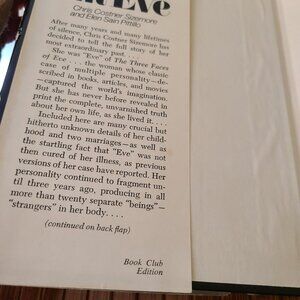 Eve
Chris Costner Sizemore
and Elen Sain Pittillo
After many years and many lifetimes
of silence, Chris Costner Sizemore has
decided to tell the full story of her
most extraordinary past. . . .
She was "Eve" of The Three Faces
of Eve . . . the woman whose classic
case of multiple personality—de-
scribed in books, articles, and movies
—captured the world's imagination.
But she has never before revealed in
print the complete, unvarnished truth
about her own life, as she lived it. . . .
Included here are many crucial but
hitherto unknown details of her child-
hood and two marriages—as well as
the startling fact that "Eve" was not
then cured of her illness, as previous
versions of her case have reported. Her
personality continued to fragment un-
til three years ago, producing in all
more than twenty separate "beings"—
"strangers" in her body. . . .
(continued on back flap)
Book Club
Edition